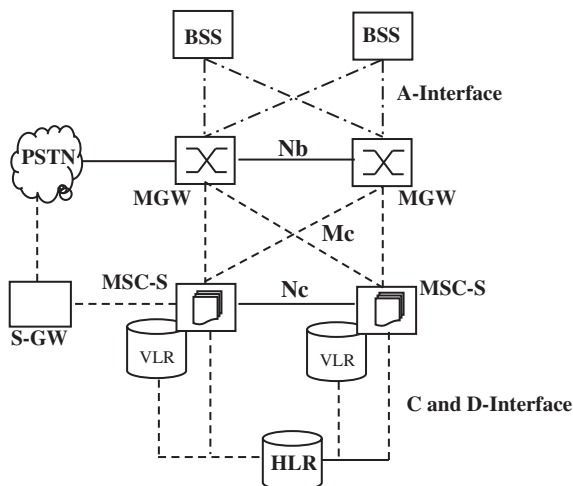 BSS
BSS
A-Interface
PSTN
Nb
MGW
MGW
Mc
MSC-S
Nc
MSC-S
S-GW
VLR
VLR
C and D-Interface
HLR